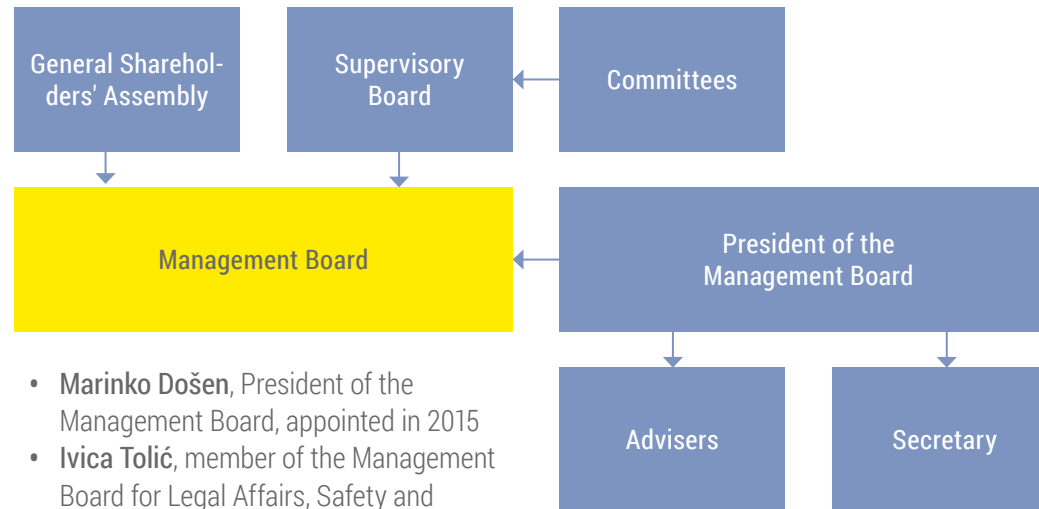 General Sharehol-
ders' Assembly
Supervisory
Board
Committees
Management Board
President of the
Management Board
• Marinko Došen, President of the
Management Board, appointed in 2015
• Ivica Tolić, member of the Management
Board for Legal Affairs, Safety and
Advisers
Secretary